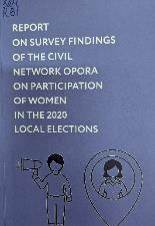 REPORT
ON SURVEY FINDINGS
OF THE CIVIL
NETWORK OPORA
ON PARTICIPATION
OF WOMEN
IN THE 2020
LOCAL ELECTIONS